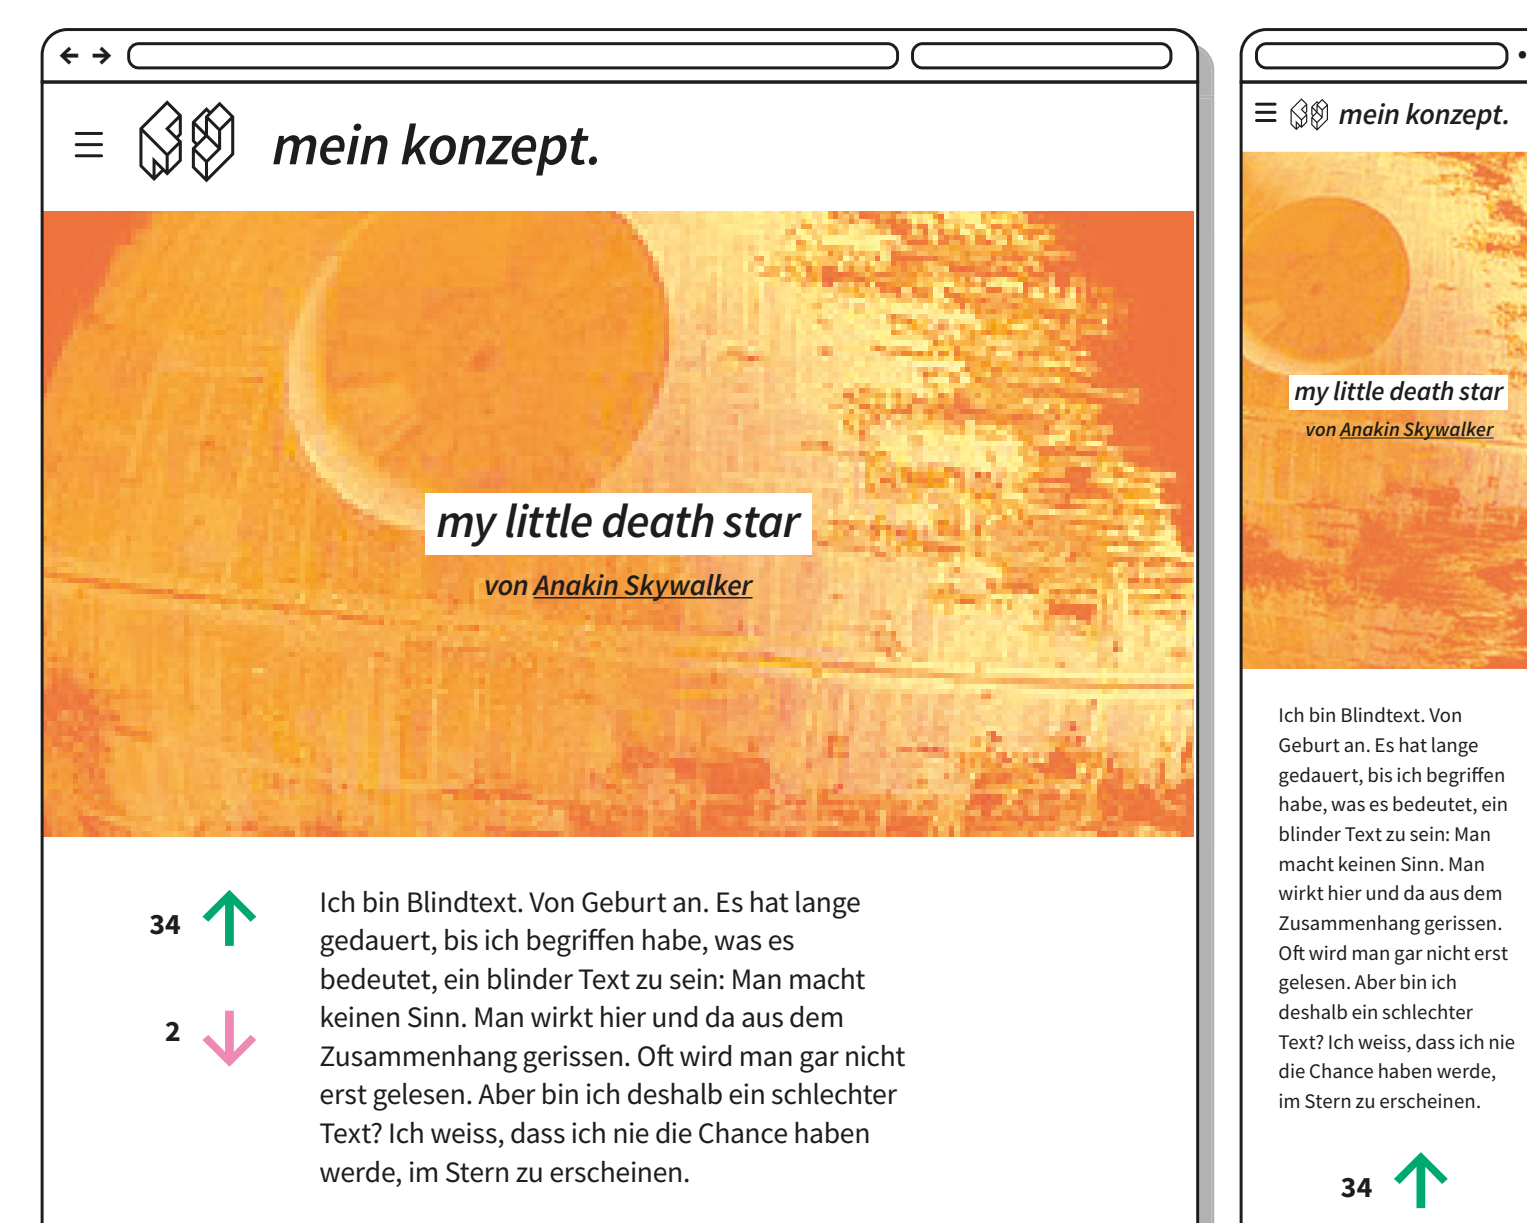 mein konzept.
my little death star
von Anakin Skywalker
34
2
Ich bin Blindtext. Von Geburt an. Es hat lange
gedauert, bis ich begriffen habe, was es
bedeutet, ein blinder Text zu sein: Man macht
keinen Sinn. Man wirkt hier und da aus dem
Zusammenhang gerissen. Oft wird man gar nicht
erst gelesen. Aber bin ich deshalb ein schlechter
Text? Ich weiss, dass ich nie die Chance haben
werde, im Stern zu erscheinen.
mein konzept.
my little death star
von Anakin Skywalker
Ich bin Blindtext. Von
Geburt an. Es hat lange
gedauert, bis ich begriffen
habe, was es bedeutet, ein
blinder Text zu sein: Man
macht keinen Sinn. Man
wirkt hier und da aus dem
Zusammenhang gerissen.
Oft wird man gar nicht erst
gelesen. Aber bin ich
deshalb ein schlechter
Text? Ich weiss, dass ich nie
die Chance haben werde,
im Stern zu erscheinen.
34